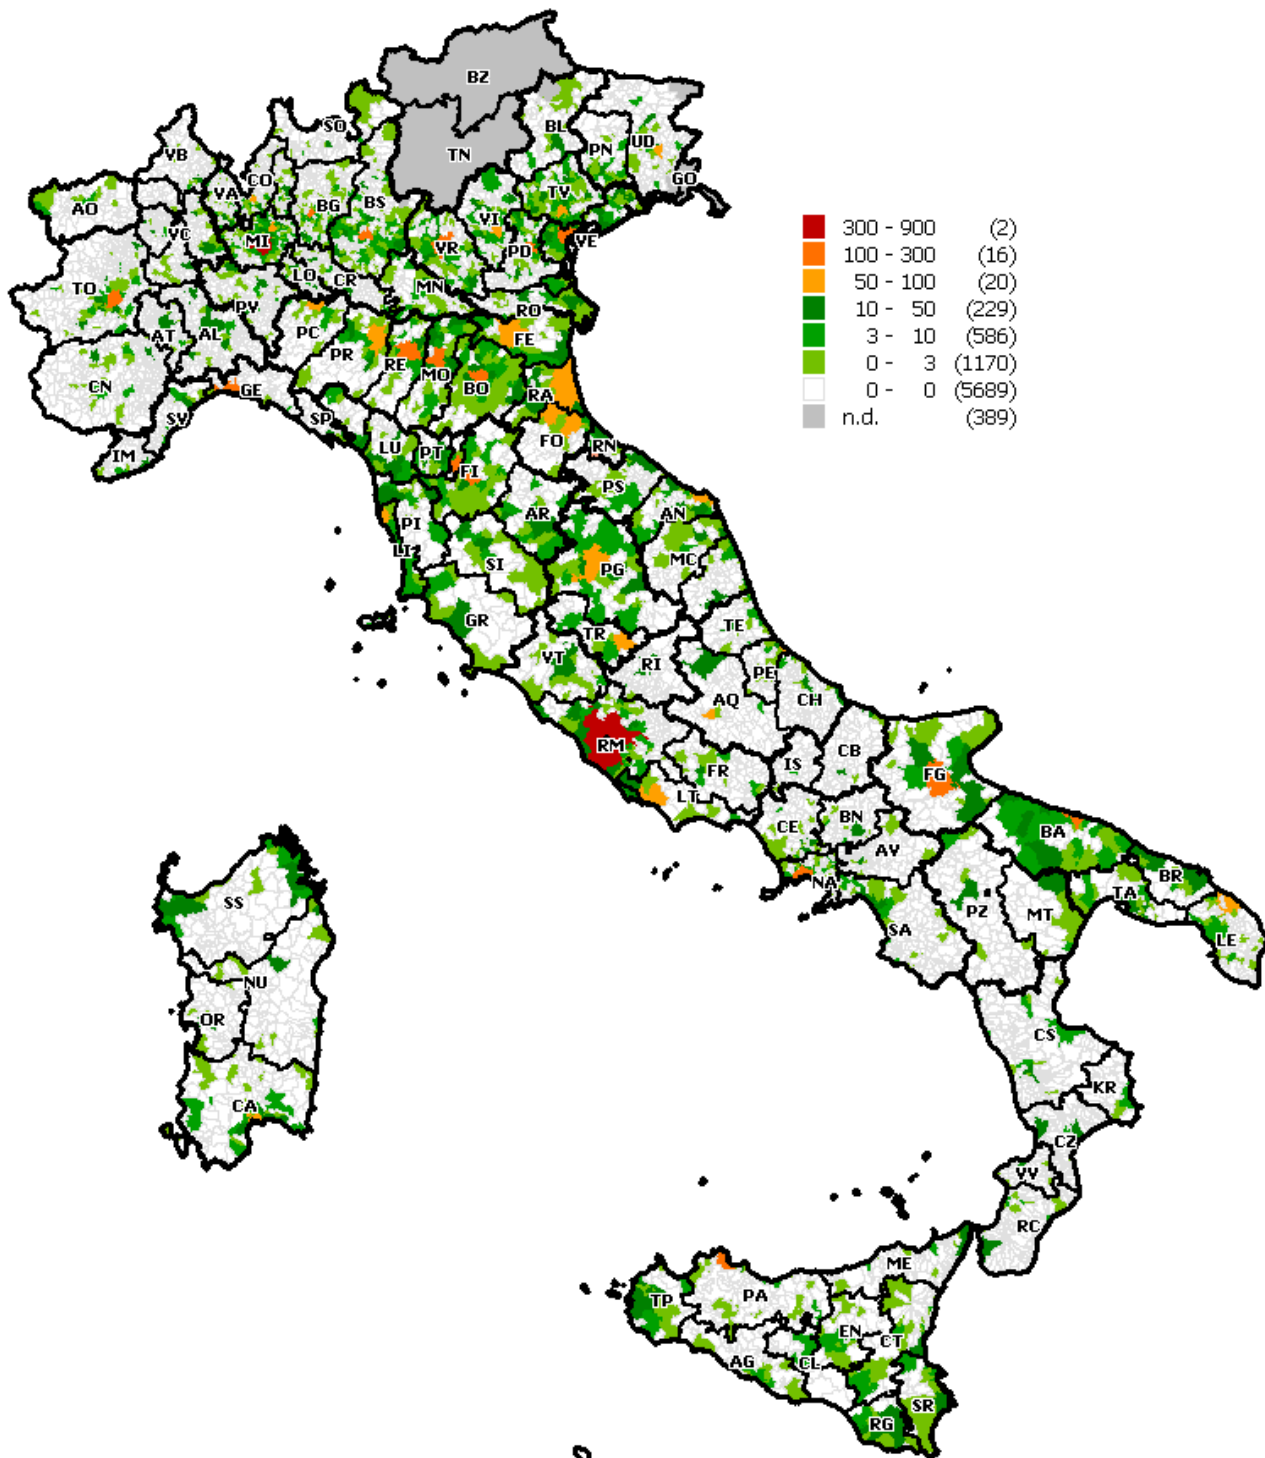 BZ
SO
BL
VB
TN
PN
UD
CO
VA
BG
BS
TV
GO
AO
VI
MI
VR
PD
VE
VC
LO
CR
MN
TO
RO
PV
AT
AL
PC
FE
PR
RE
MO
BO
CN
RA
GE
SV
SP
FO
LU
PT
RN
IM
FI
PS
AR
AN
PI
LI
SI
PG
MC
GR
TR
TE
VT
RI
PE
AQ
CH
RM
CB
IS
FR
FG
LT
CE
BN
BA
AV
NA
BR
TA
PZ
MT
SA
LE
SS
NU
OR
CS
CA
KR
CZ
VV
RC
ME
TP
PA
EN
CT
AG
CL
SR
RG
300 - 900 (2)
100 - 300 (16)
50 - 100 (20)
10 - 50 (229)
3 - 10 (586)
0 - 3 (1170)
0 - 0 (5689)
n.d. (389)